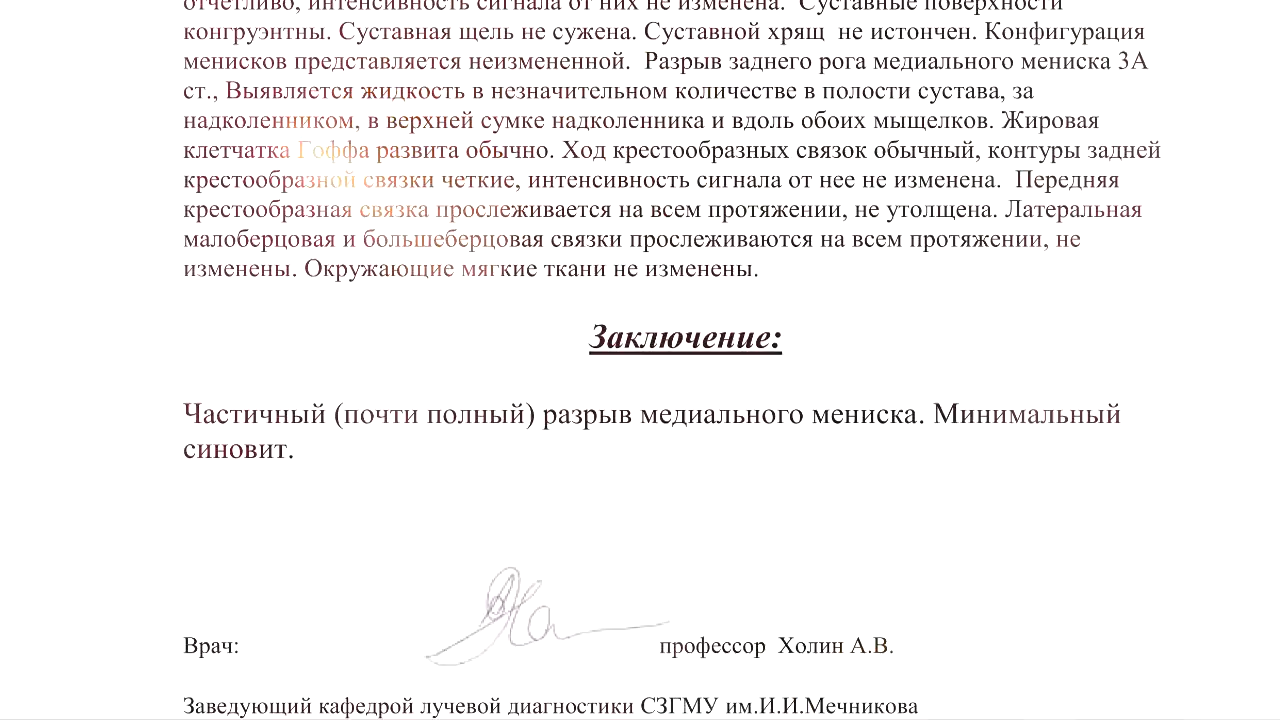 отчетливо, интенсивность сигнала от них не изменена. Суставные поверхности
конгруэнтны. Суставная щель не сужена. Суставной хрящ не истончен. Конфигурация
менисков представляется неизмененной. Разрыв заднего рога медиального мениска 3А
ст., Выявляется жидкость в незначительном количестве в полости сустава, за
надколенником, в верхней сумке надколенника и вдоль обоих мыщелков. Жировая
клетчатка Гоффа развита обычно. Ход крестообразных связок обычный, контуры задней
крестообразной связки четкие, интенсивность сигнала от нее не изменена. Передняя
крестообразная связка прослеживается на всем протяжении, не утолщена. Латеральная
малоберцовая и большеберцовая связки прослеживаются на всем протяжении, не
изменены. Окружающие мягкие ткани не изменены.
Заключение:
Частичный (почти полный) разрыв медиального мениска. Минимальный
синовит.
Врач: профессор Холин А.В.
Заведующий кафедрой лучевой диагностики СЗГМУ им.И.И.Мечникова